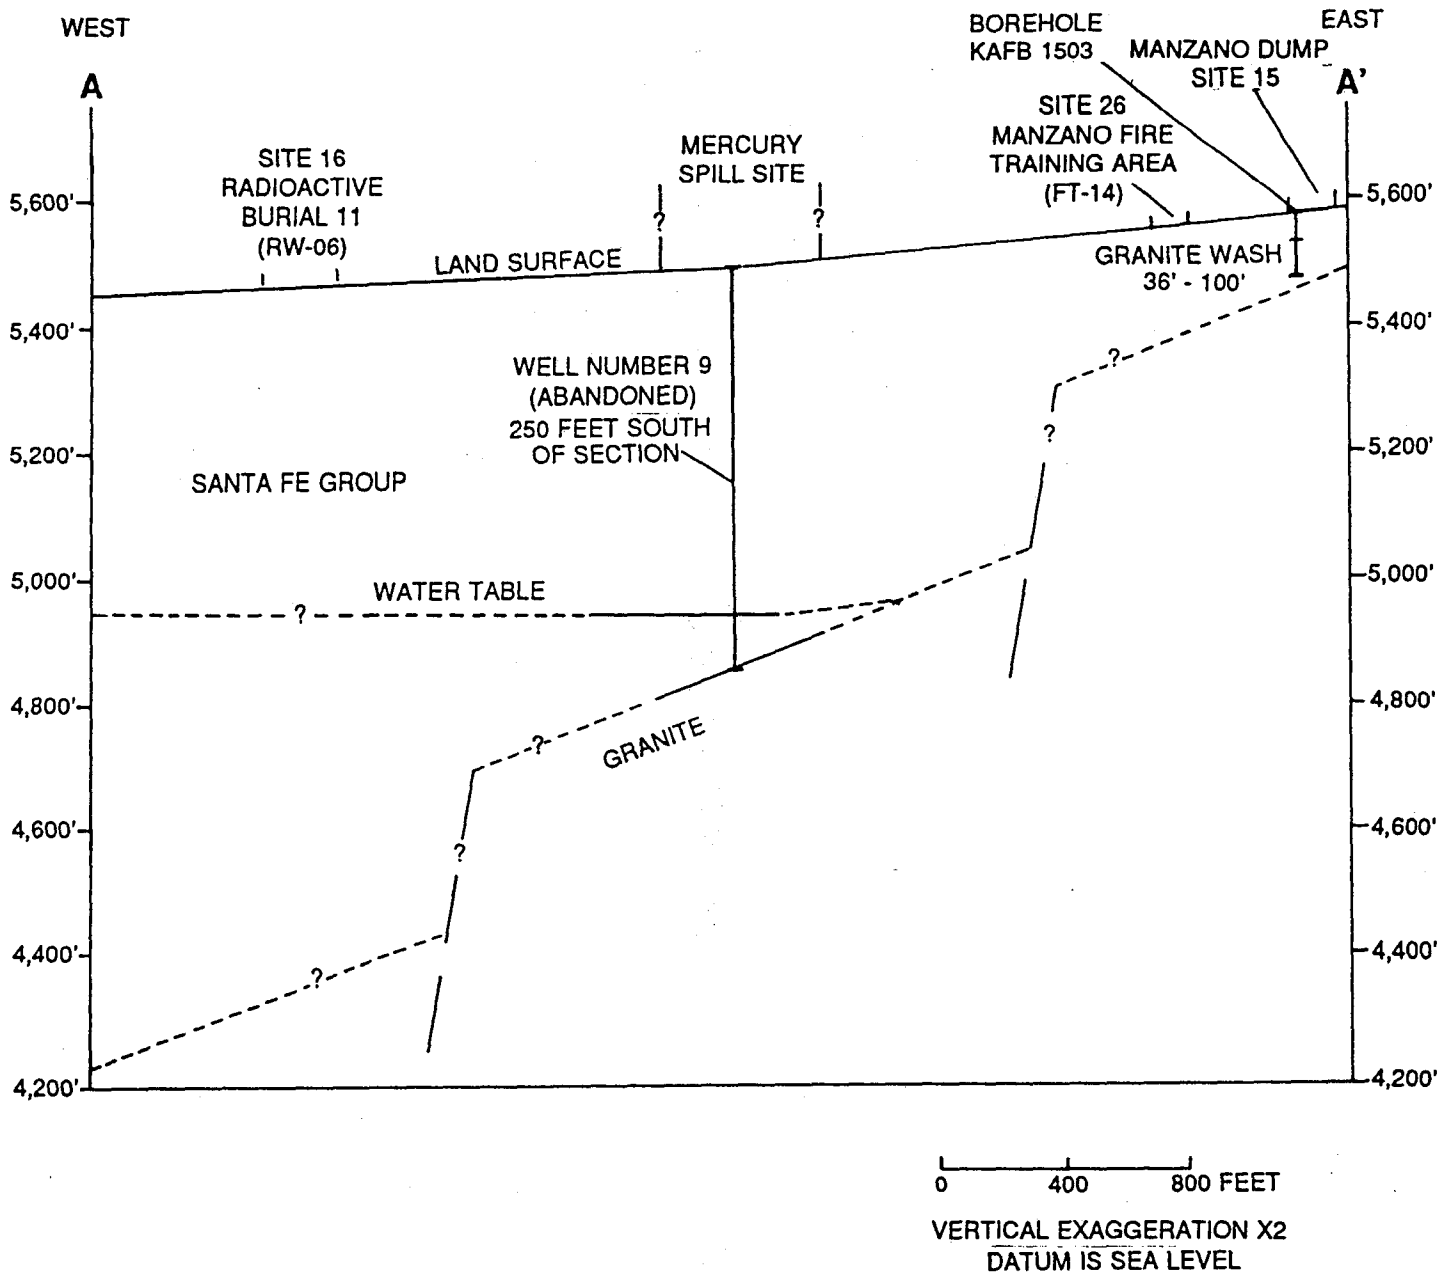 WEST
EAST
A
A'
BOREHOLE
KAFB 1503
MANZANO DUMP
SITE 15
SITE 26
MANZANO FIRE
TRAINING AREA
(FT-14)
MERCURY
SPILL SITE
SITE 16
RADIOACTIVE
BURIAL 11
(RW-06)
5,600'
5,600'
?
?
LAND SURFACE
GRANITE WASH
36' - 100'
5,400'
5,400'
?
WELL NUMBER 9
(ABANDONED)
250 FEET SOUTH
OF SECTION
?
5,200'
5,200'
SANTA FE GROUP
5,000'
5,000'
WATER TABLE
?
4,800'
4,800'
GRANITE
?
4,600'
4,600'
?
4,400'
4,400'
?
4,200'
4,200'
0 400 800 FEET
VERTICAL EXAGGERATION X2
DATUM IS SEA LEVEL